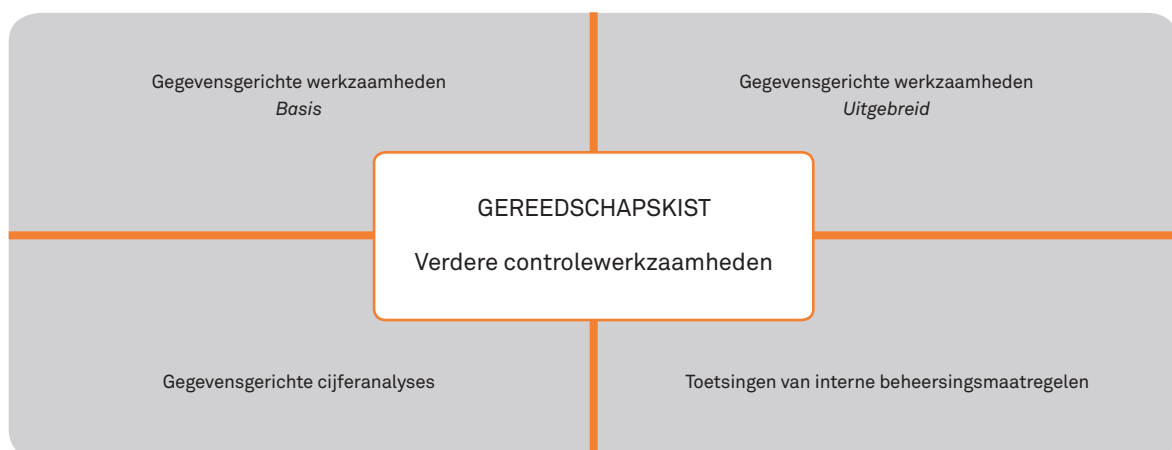 Gegevensgerichte werkzaamheden
Basis
Gegevensgerichte werkzaamheden
Uitgebreid
GEREEDSCHAPSKIST
Verdere controlewerkzaamheden
Gegevensgerichte cijferanalyses
Toetsingen van interne beheersingsmaatregelen